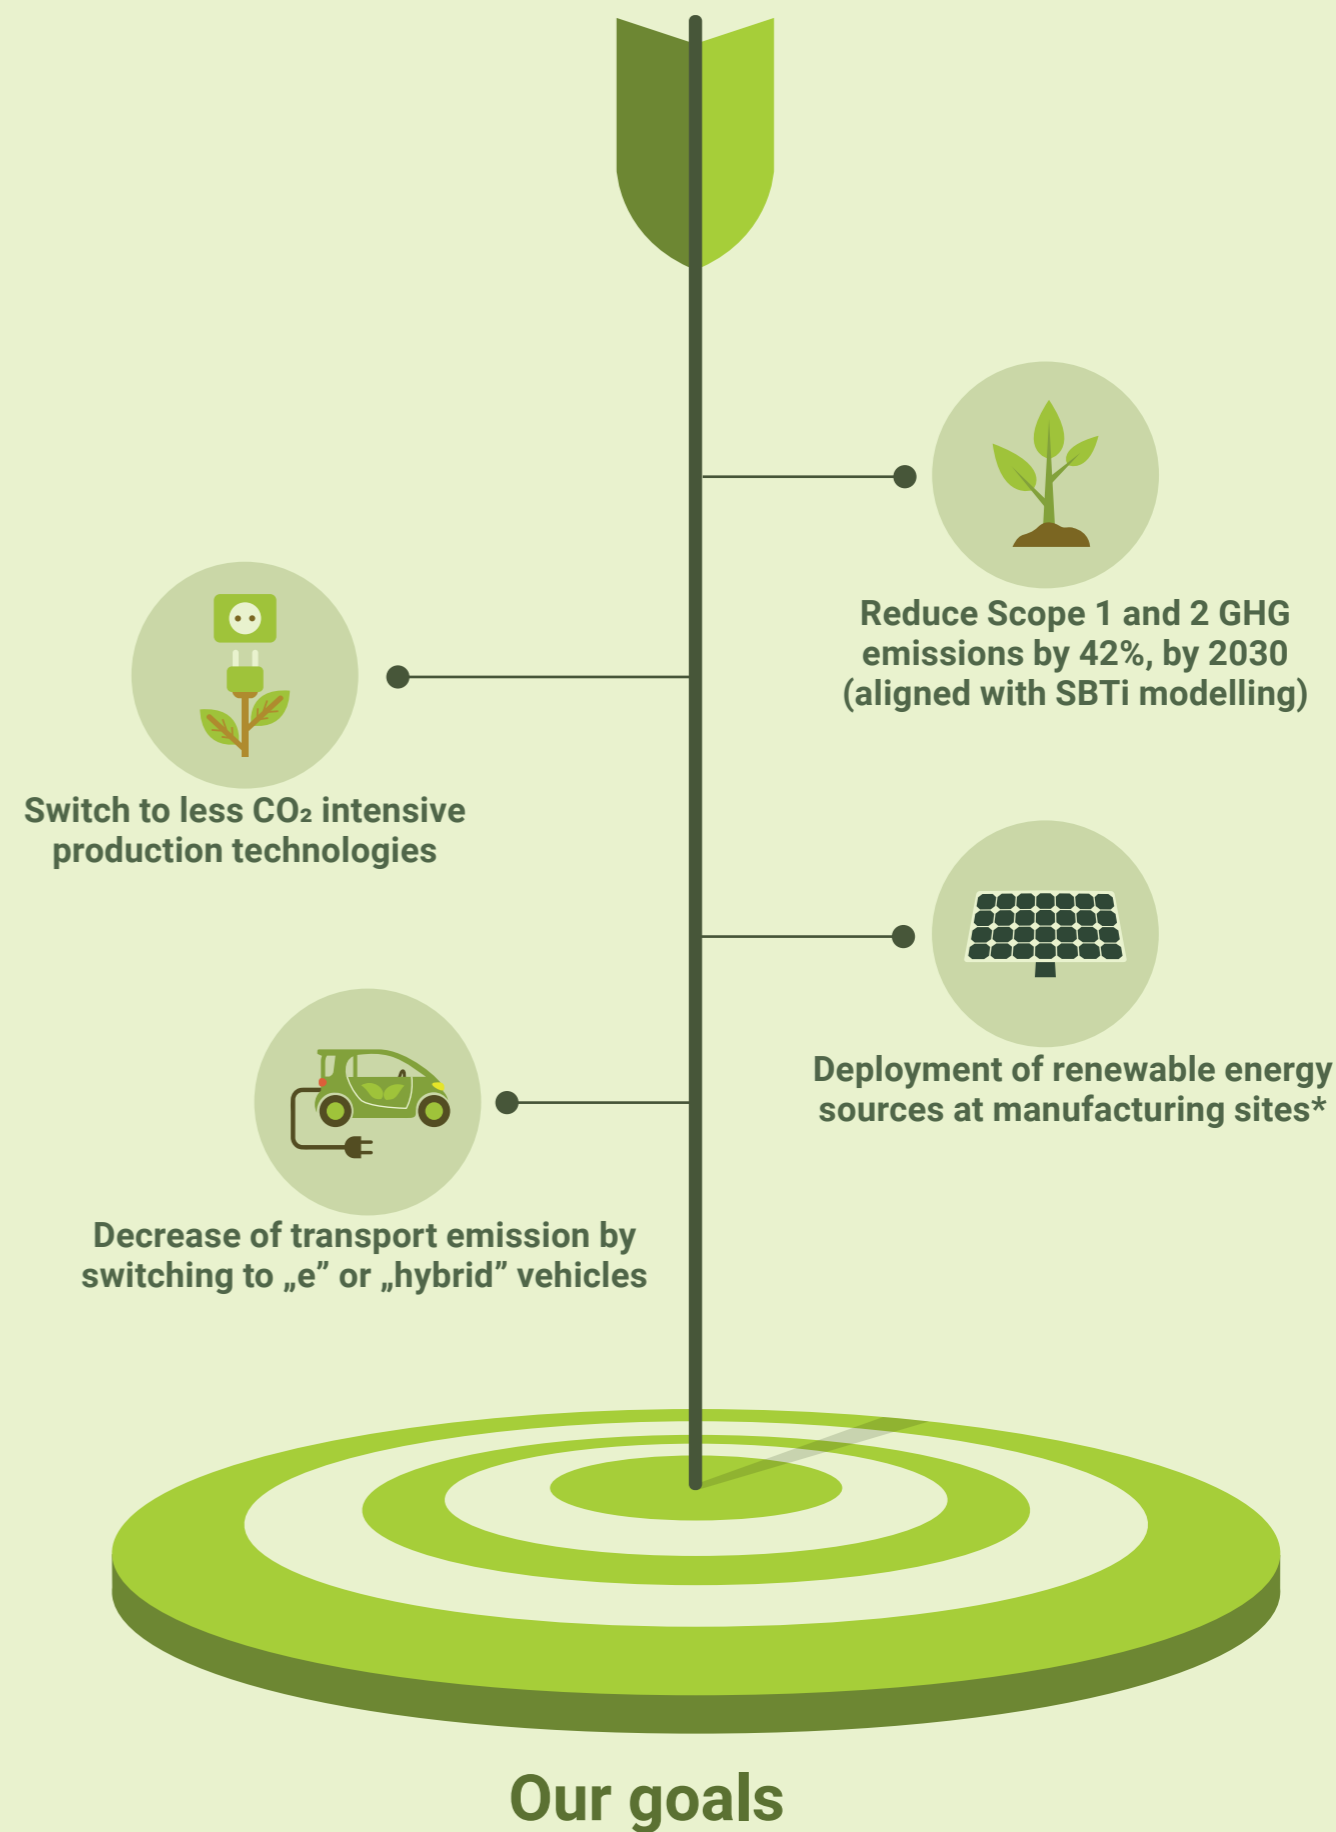 Reduce Scope 1 and 2 GHG
emissions by 42%, by 2030
(aligned with SBTi modelling)
Switch to less CO₂ intensive
production technologies
Deployment of renewable energy
sources at manufacturing sites*
Decrease of transport emission by
switching to „e” or „hybrid” vehicles
Our goals